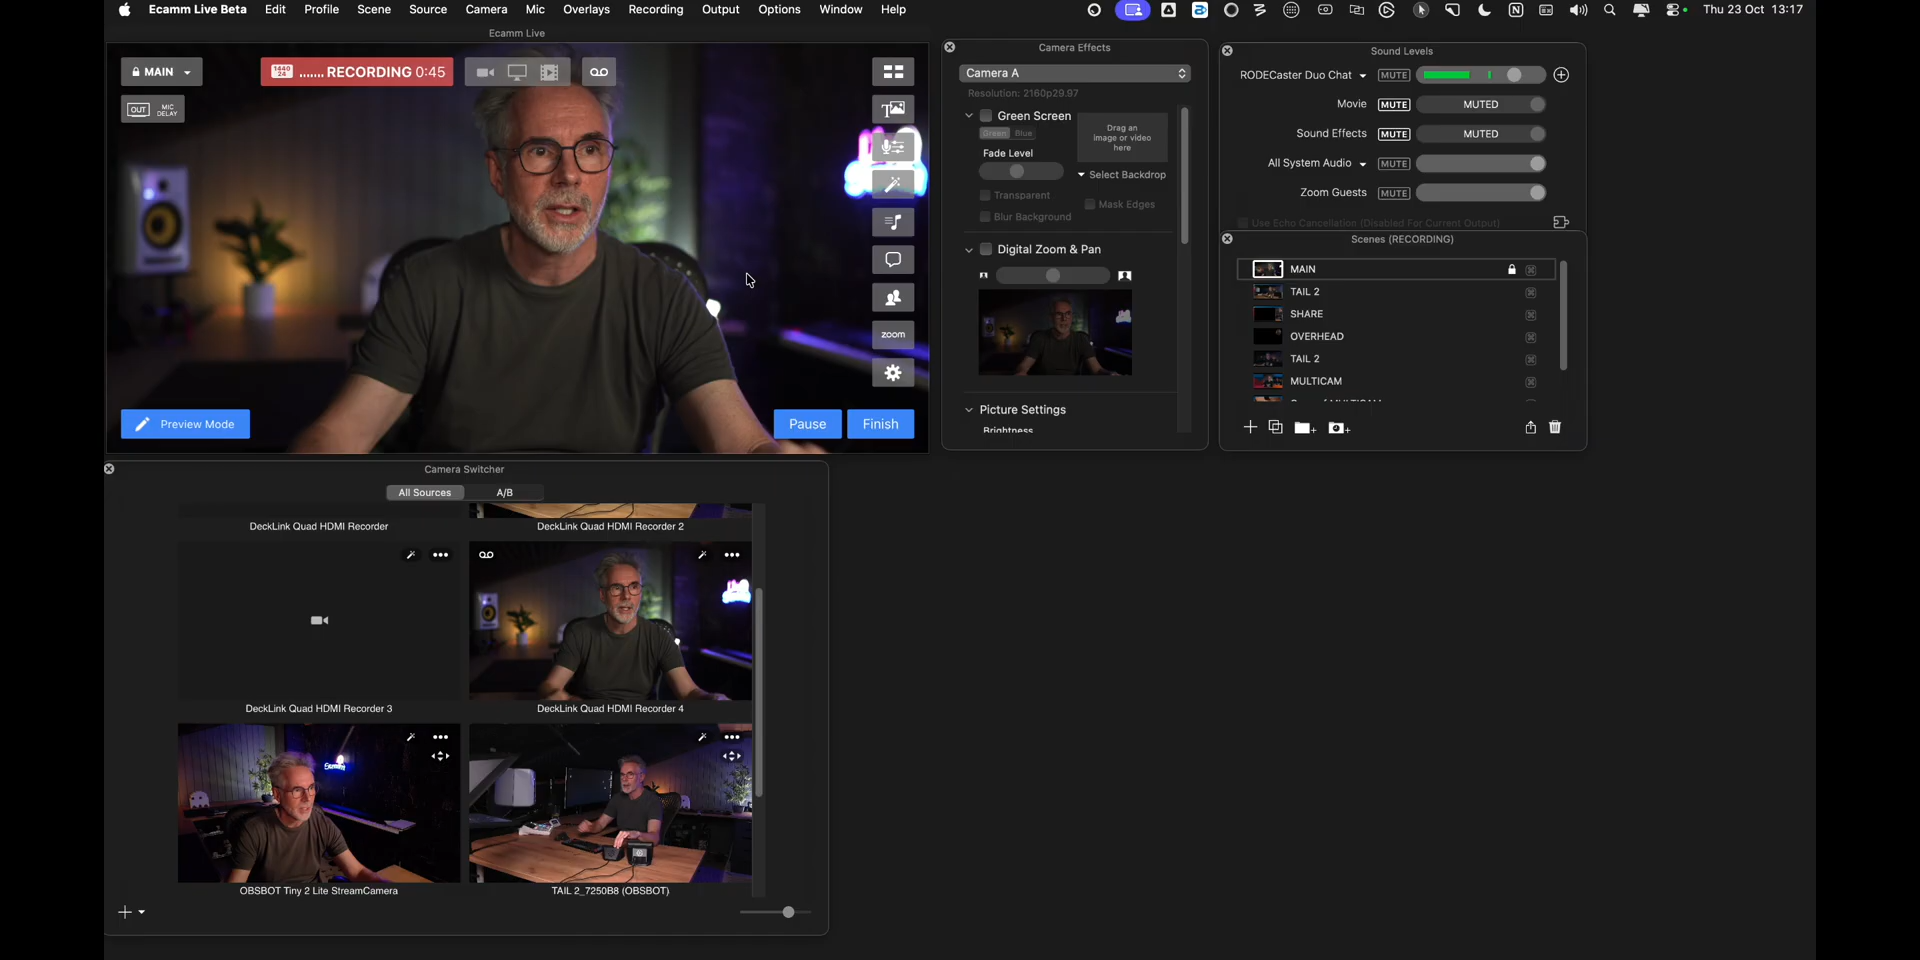 Ecamm Live Beta Edit Profile Scene Source Camera Mic Overlays Recording Output Options Window Help
Thu 23 Oct 13:17
Ecamm Live
MAIN
1440
24
....... RECORDING 0:45
OUT
MIC
DELAY
zoom
Preview Mode
Pause
Finish
Camera Effects
Camera A
Resolution: 2160p29.97
Green Screen
Green Blue
Fade Level
Drag an
image or video
here
Select Backdrop
Transparent
Mask Edges
Blur Background
Digital Zoom & Pan
Picture Settings
Brightness
Sound Levels
RODECaster Duo Chat MUTE
Movie MUTE MUTED
Sound Effects MUTE MUTED
All System Audio MUTE
Zoom Guests MUTE
Use Echo Cancellation (Disabled For Current Output)
Scenes (RECORDING)
MAIN
TAIL 2
SHARE
OVERHEAD
TAIL 2
MULTICAM
Camera Switcher
All Sources A/B
DeckLink Quad HDMI Recorder
DeckLink Quad HDMI Recorder 2
DeckLink Quad HDMI Recorder 3
DeckLink Quad HDMI Recorder 4
OBSBOT Tiny 2 Lite StreamCamera
TAIL 2_7250B8 (OBSBOT)